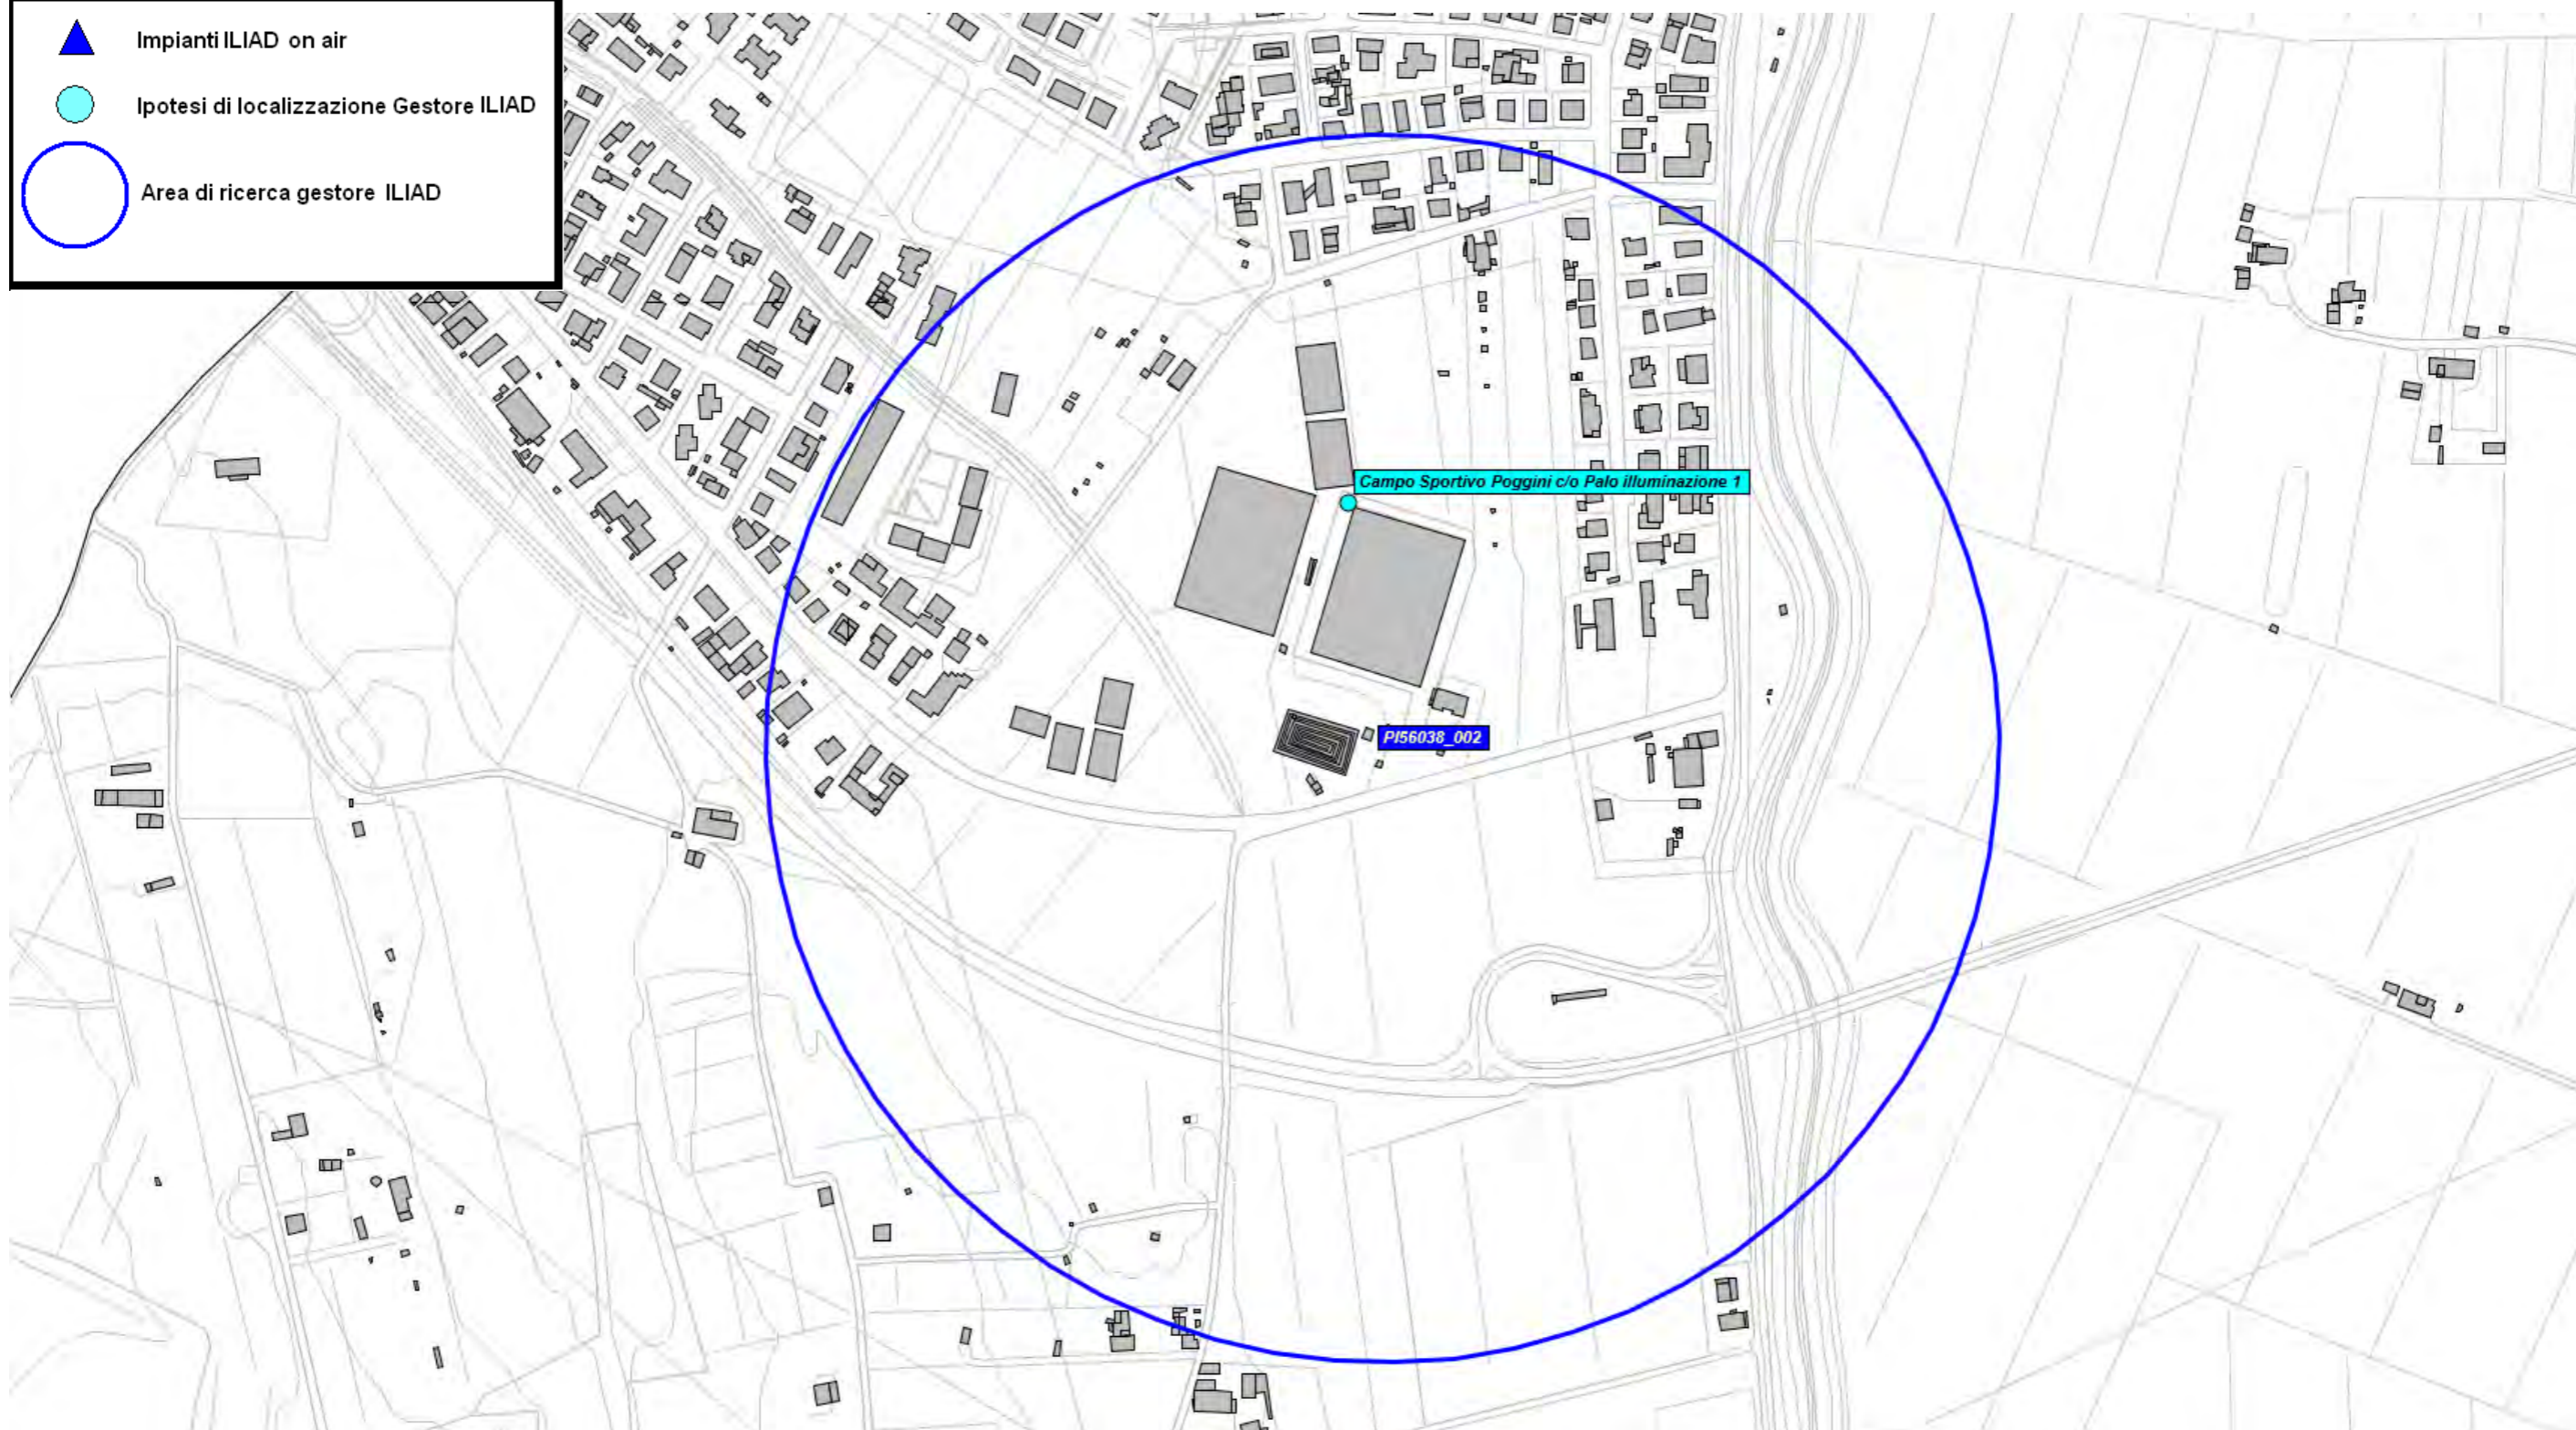 Impianti ILIAD on air
Ipotesi di localizzazione Gestore ILIAD
Area di ricerca gestore ILIAD
Campo Sportivo Poggini c/o Palo illuminazione 1
PI56038_002